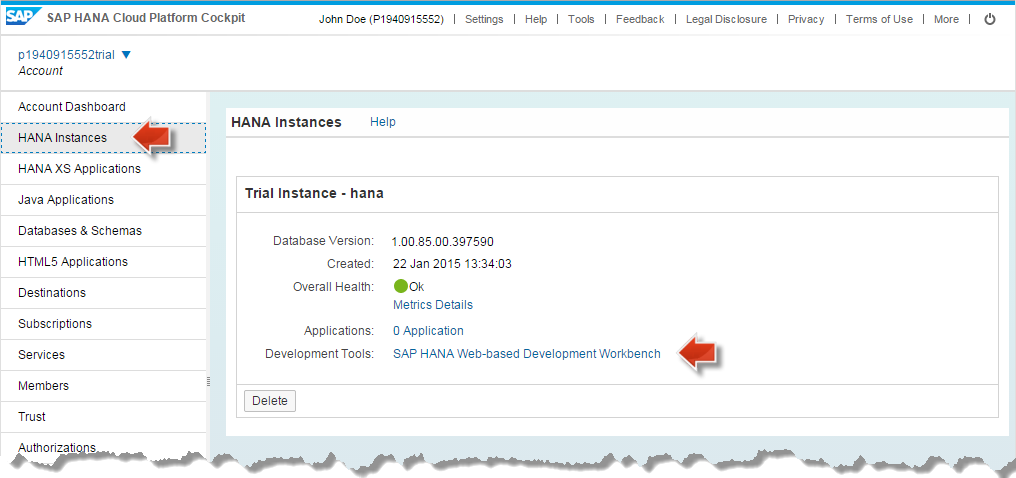 SAP SAP HANA Cloud Platform Cockpit John Doe (P1940915552) | Settings | Help | Tools | Feedback | Legal Disclosure | Privacy | Terms of Use | More |
p1940915552trial
Account
Account Dashboard
HANA Instances
HANA XS Applications
Java Applications
Databases & Schemas
HTML5 Applications
Destinations
Subscriptions
Services
Members
Trust
Authorizations
HANA Instances Help
Trial Instance - hana
Database Version: 1.00.85.00.397590
Created: 22 Jan 2015 13:34:03
Overall Health: Ok
Metrics Details
Applications: 0 Application
Development Tools: SAP HANA Web-based Development Workbench
Delete